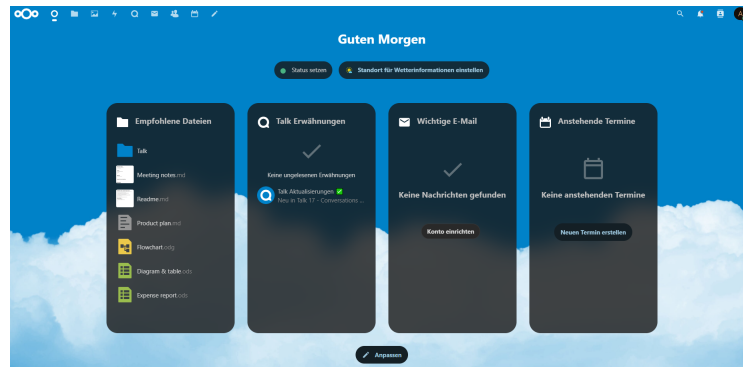 Guten Morgen
Status setzen
Standort für Wetterinformationen einstellen
Empfohlene Dateien
Talk
Meeting notes.md
Readme.md
Product plan.md
Flowchart.odg
Diagram & table.ods
Expense report.ods
Talk Erwähnungen
Keine ungelesenen Erwähnungen
Talk Aktualisierungen ✅
Neu in Talk 17 - Conversations ...
Wichtige E-Mail
Keine Nachrichten gefunden
Konto einrichten
Anstehende Termine
Keine anstehenden Termine
Neuen Termin erstellen
Anpassen
A